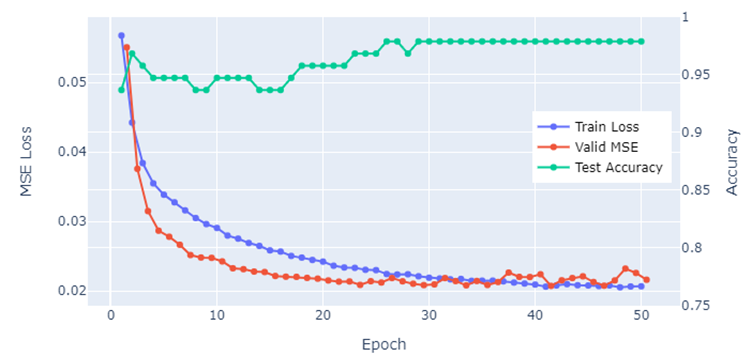 1
0.05
0.95
0.04
0.9
0.03
0.85
0.02
0.8
0.75
MSE Loss
Accuracy
Train Loss
Valid MSE
Test Accuracy
0 10 20 30 40 50
Epoch